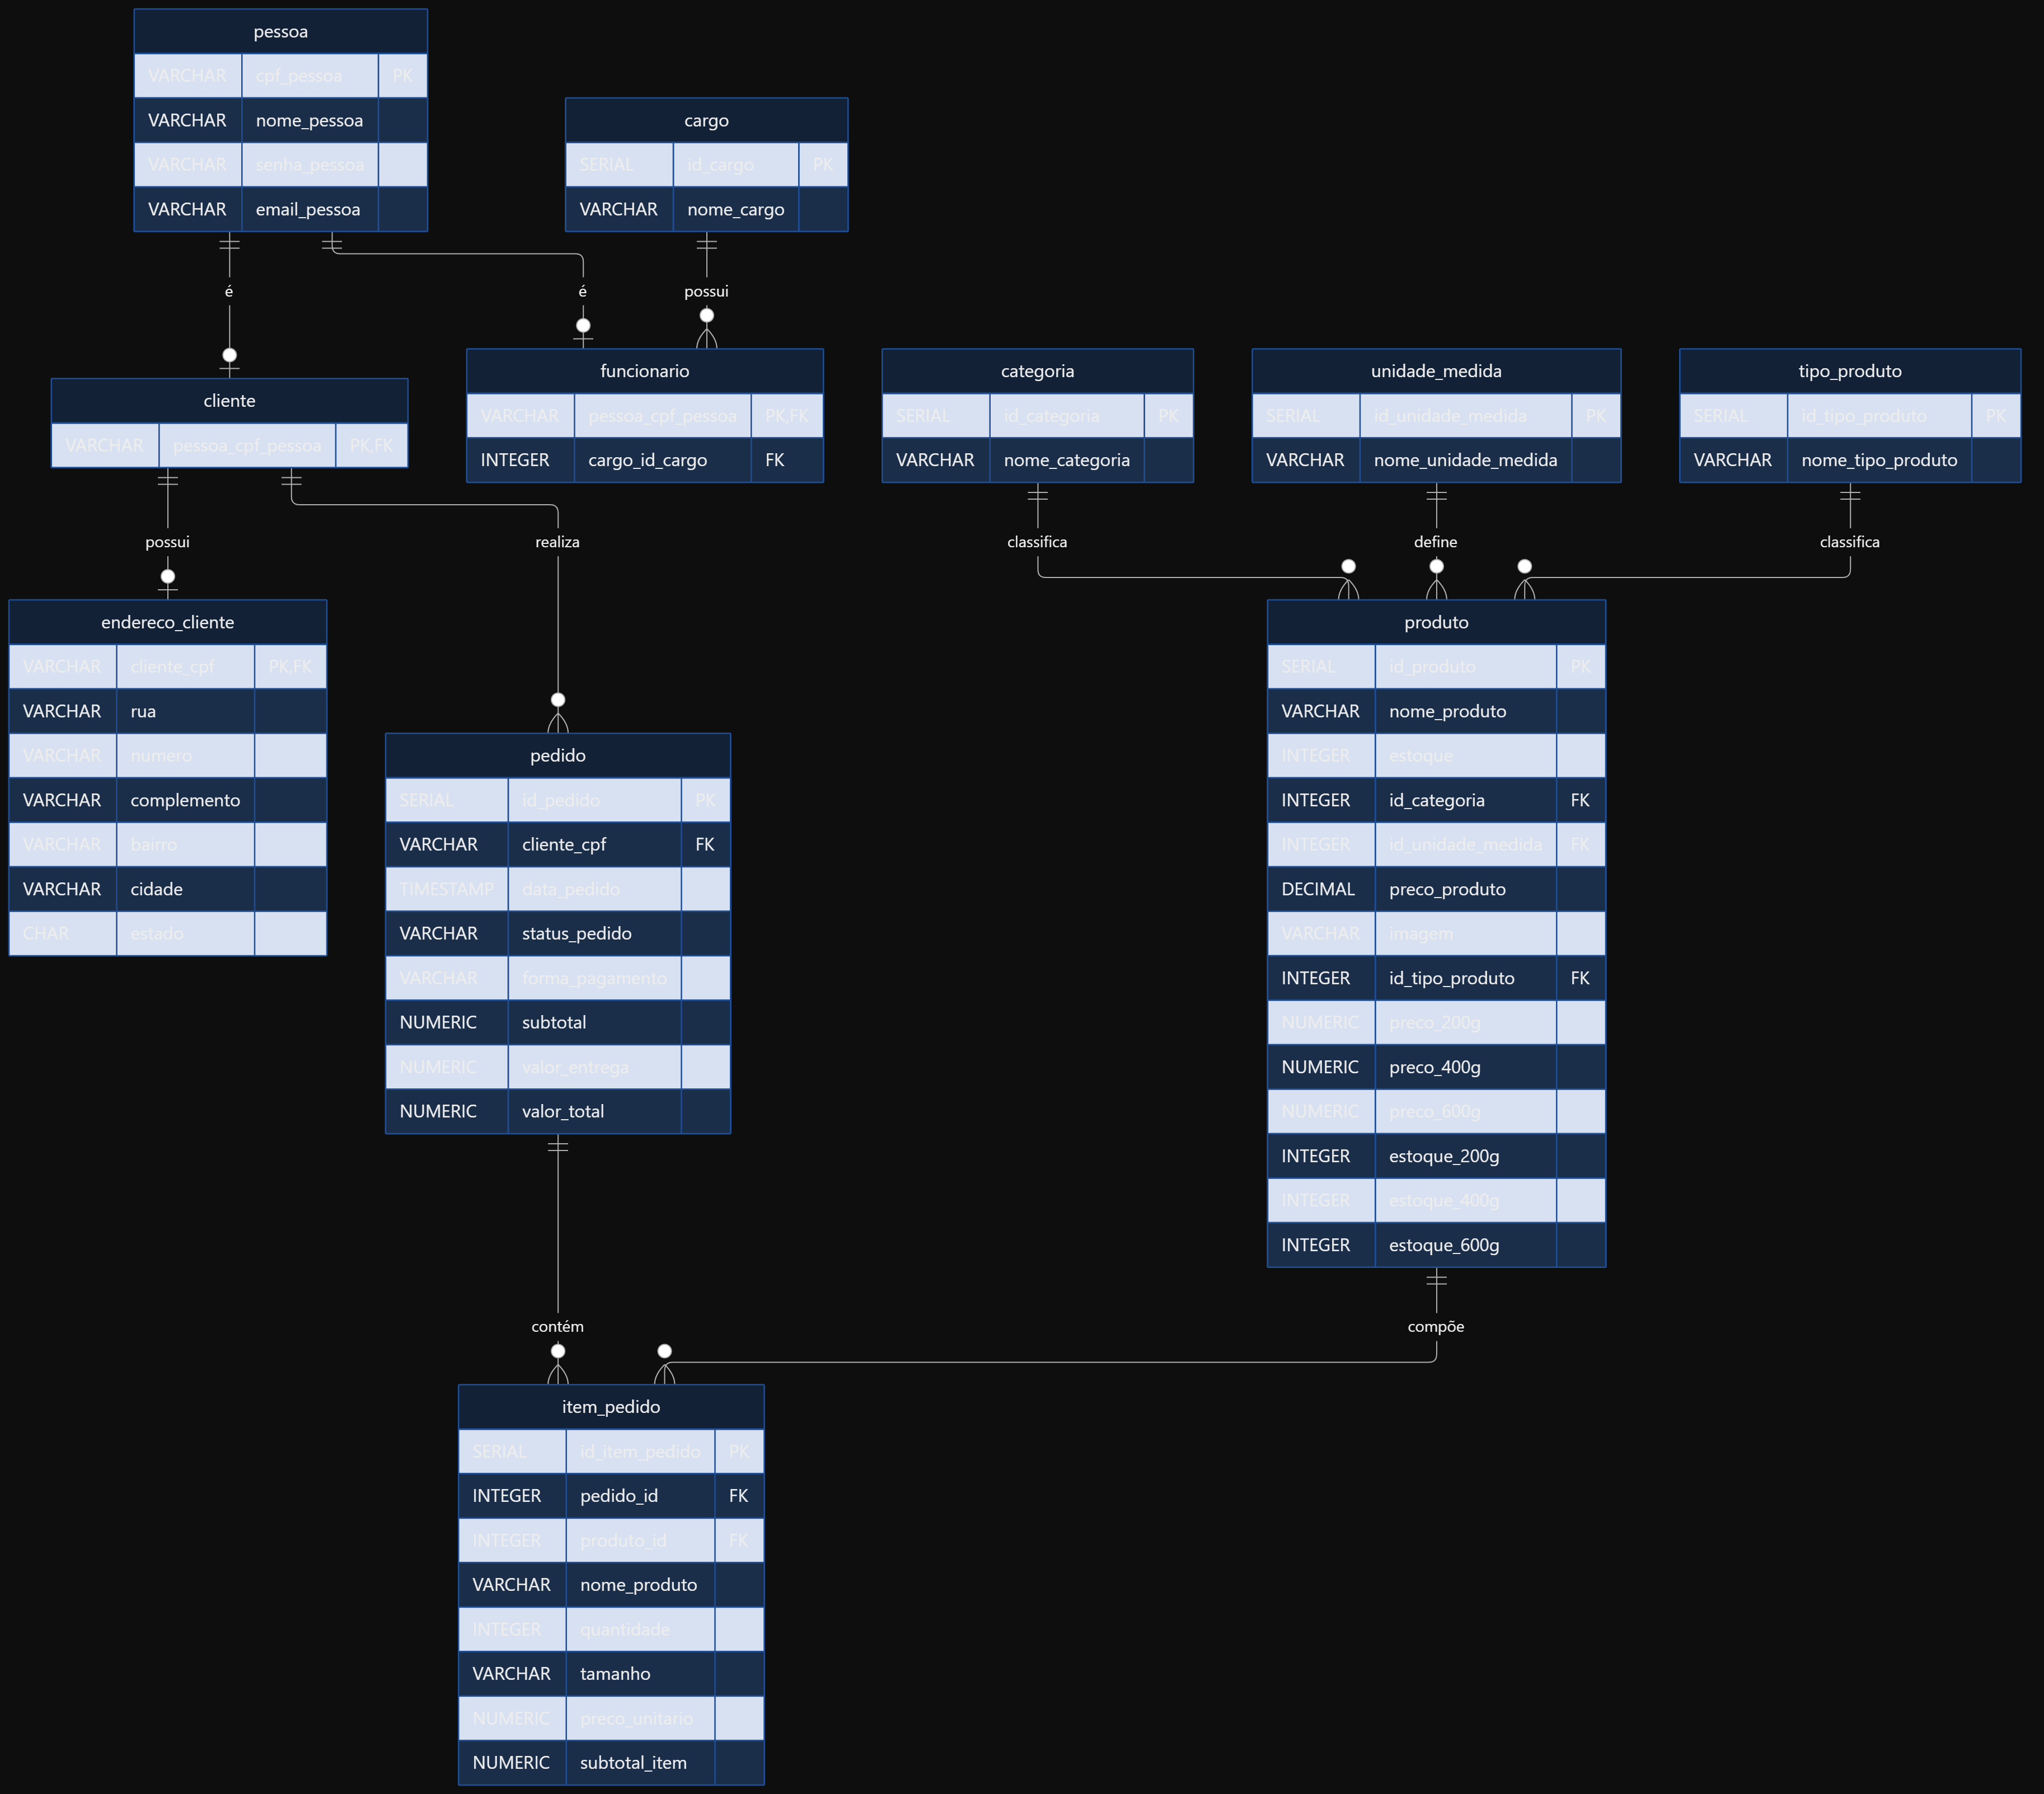 pessoa
VARCHAR cpf_pessoa PK
VARCHAR nome_pessoa
VARCHAR senha_pessoa
VARCHAR email_pessoa
cargo
SERIAL id_cargo PK
VARCHAR nome_cargo
é
é
possui
cliente
VARCHAR pessoa_cpf_pessoa PK,FK
funcionario
VARCHAR pessoa_cpf_pessoa PK,FK
INTEGER cargo_id_cargo FK
categoria
SERIAL id_categoria PK
VARCHAR nome_categoria
unidade_medida
SERIAL id_unidade_medida PK
VARCHAR nome_unidade_medida
tipo_produto
SERIAL id_tipo_produto PK
VARCHAR nome_tipo_produto
possui
realiza
classifica
define
classifica
endereco_cliente
VARCHAR cliente_cpf PK,FK
VARCHAR rua
VARCHAR numero
VARCHAR complemento
VARCHAR bairro
VARCHAR cidade
CHAR estado
pedido
SERIAL id_pedido PK
VARCHAR cliente_cpf FK
TIMESTAMP data_pedido
VARCHAR status_pedido
VARCHAR forma_pagamento
NUMERIC subtotal
NUMERIC valor_entrega
NUMERIC valor_total
produto
SERIAL id_produto PK
VARCHAR nome_produto
INTEGER estoque
INTEGER id_categoria FK
INTEGER id_unidade_medida FK
DECIMAL preco_produto
VARCHAR imagem
INTEGER id_tipo_produto FK
NUMERIC preco_200g
NUMERIC preco_400g
NUMERIC preco_600g
INTEGER estoque_200g
INTEGER estoque_400g
INTEGER estoque_600g
contém
compõe
item_pedido
SERIAL id_item_pedido PK
INTEGER pedido_id FK
INTEGER produto_id FK
VARCHAR nome_produto
INTEGER quantidade
VARCHAR tamanho
NUMERIC preco_unitario
NUMERIC subtotal_item